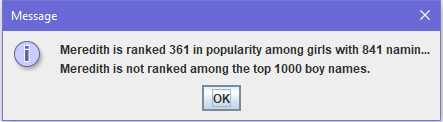 Message
Meredith is ranked 361 in popularity among girls with 841 namin...
Meredith is not ranked among the top 1000 boy names.
OK